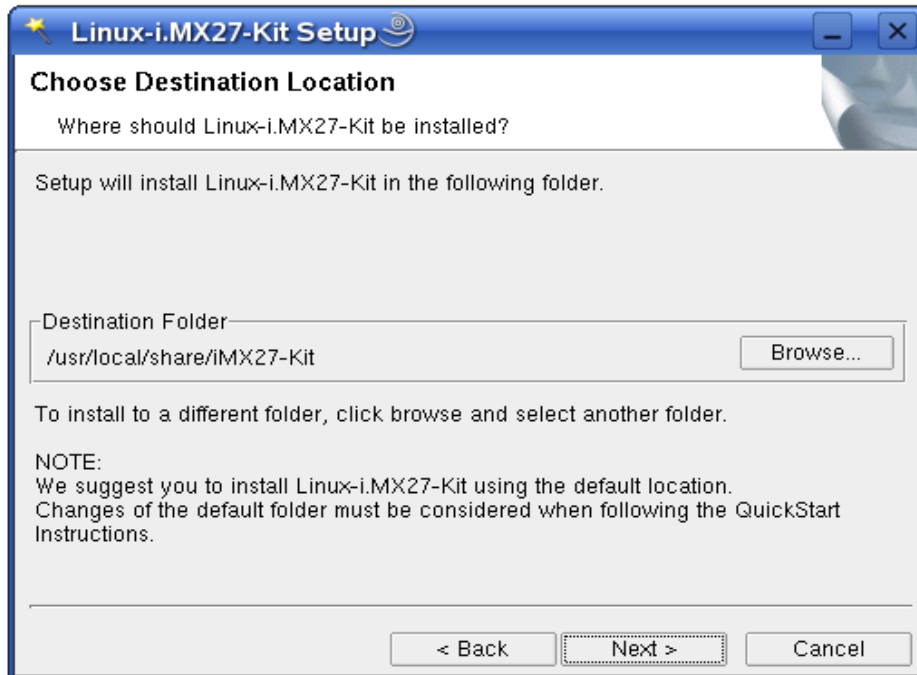 Linux-i.MX27-Kit Setup
Choose Destination Location
Where should Linux-i.MX27-Kit be installed?
Setup will install Linux-i.MX27-Kit in the following folder.
Destination Folder
/usr/local/share/iMX27-Kit
Browse...
To install to a different folder, click browse and select another folder.
NOTE:
We suggest you to install Linux-i.MX27-Kit using the default location.
Changes of the default folder must be considered when following the QuickStart
Instructions.
< Back
Next >
Cancel